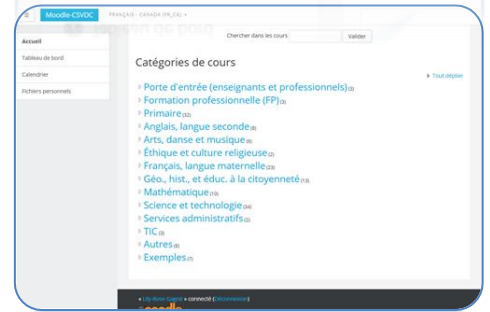 Moodle-CSVDC
FRANÇAIS - CANADA (FR_CA)
Accueil
Tableau de bord
Calendrier
Fichiers personnels
Chercher dans les cours
Valider
Catégories de cours
Tout déplier
Porte d'entrée (enseignants et professionnels)
Formation professionnelle (FP)
Primaire
Anglais, langue seconde
Arts, danse et musique
Éthique et culture religieuse
Français, langue maternelle
Géo., hist., et éduc. à la citoyenneté
Mathématique
Science et technologie
Services administratifs
TIC
Autres
Exemples
connecté (Déconnexion)
moodle